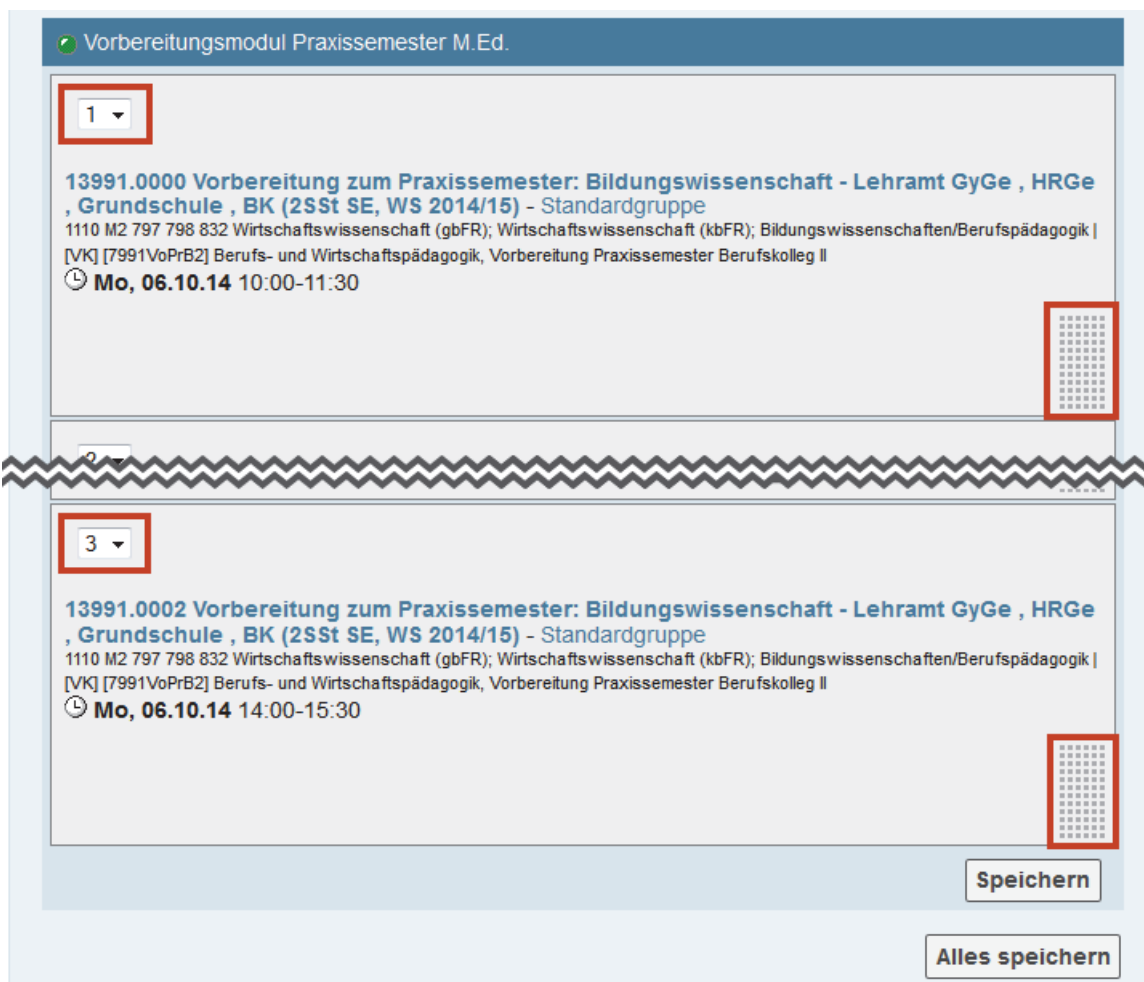 Vorbereitungsmodul Praxissemester M.Ed.
1
13991.0000 Vorbereitung zum Praxissemester: Bildungswissenschaft - Lehramt GyGe , HRGe
, Grundschule , BK (2SSt SE, WS 2014/15) - Standardgruppe
1110 M2 797 798 832 Wirtschaftswissenschaft (gbFR); Wirtschaftswissenschaft (kbFR); Bildungswissenschaften/Berufspädagogik |
[VK] [7991VoPrB2] Berufs- und Wirtschaftspädagogik, Vorbereitung Praxissemester Berufskolleg II
Mo, 06.10.14 10:00-11:30
2
3
13991.0002 Vorbereitung zum Praxissemester: Bildungswissenschaft - Lehramt GyGe , HRGe
, Grundschule , BK (2SSt SE, WS 2014/15) - Standardgruppe
1110 M2 797 798 832 Wirtschaftswissenschaft (gbFR); Wirtschaftswissenschaft (kbFR); Bildungswissenschaften/Berufspädagogik |
[VK] [7991VoPrB2] Berufs- und Wirtschaftspädagogik, Vorbereitung Praxissemester Berufskolleg II
Mo, 06.10.14 14:00-15:30
Speichern
Alles speichern